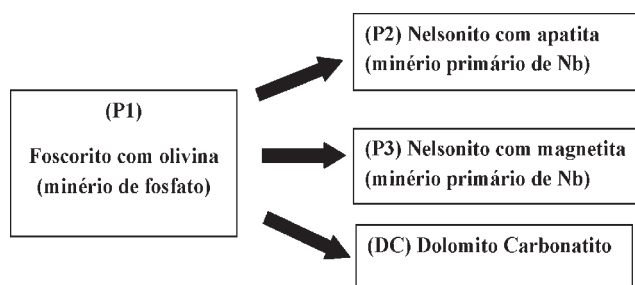 (P1)
Foscorito com olivina
(minério de fosfato)
(P2) Nelsonito com apatita
(minério primário de Nb)
(P3) Nelsonito com magnetita
(minério primário de Nb)
(DC) Dolomito Carbonatito